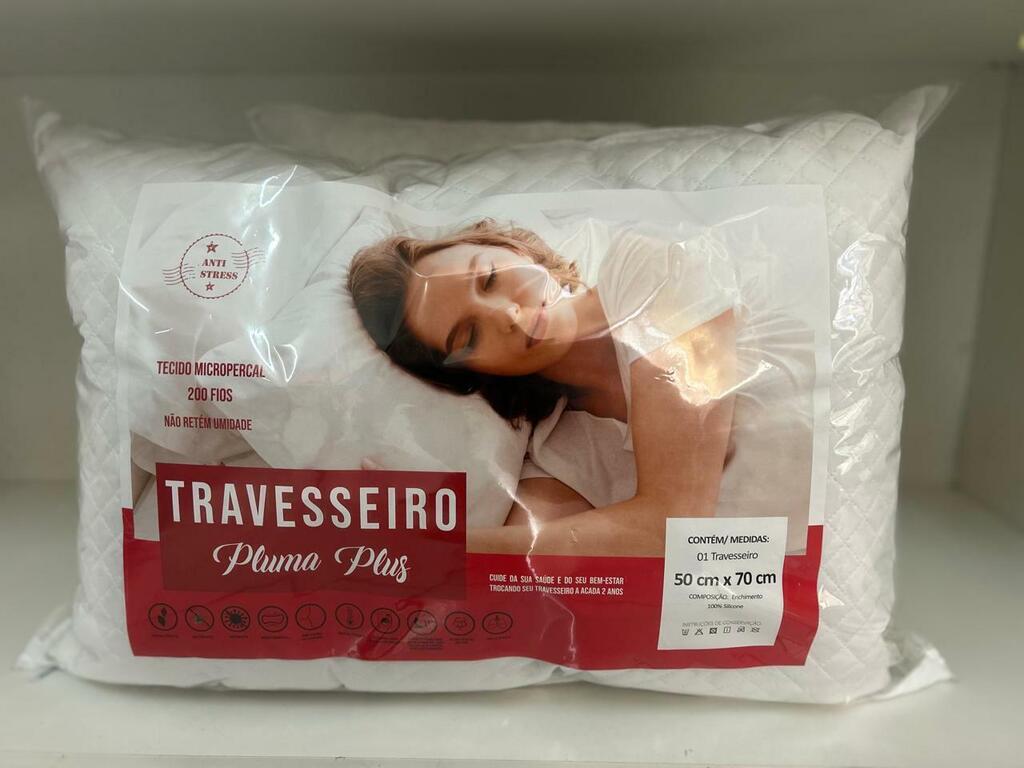 ANTI
STRESS
TECIDO MICROPERCAL
200 FIOS
NÃO RETÉM UMIDADE
TRAVESSEIRO
Pluma Plus
CUIDE DA SUA SAÚDE E DO SEU BEM-ESTAR
TROCANDO SEU TRAVESSEIRO A ACADA 2 ANOS
CONTÉM/ MEDIDAS:
01 Travesseiro
50 cm x 70 cm
COMPOSIÇÃO: Enchimento
100% Silicone
INSTRUÇÕES DE CONSERVAÇÃO: